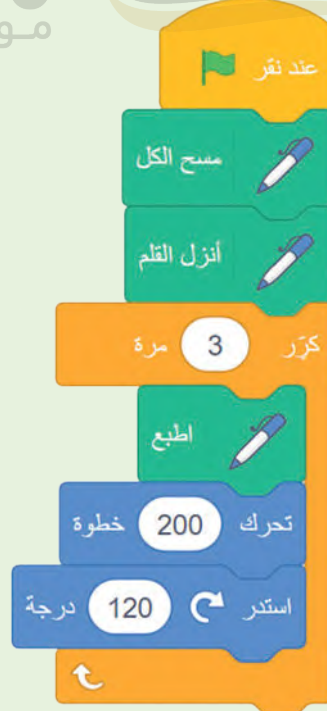 عند نقر
مسح الكل
أنزل القلم
كرّر 3 مرة
اطبع
تحرك 200 خطوة
استدر 120 درجة